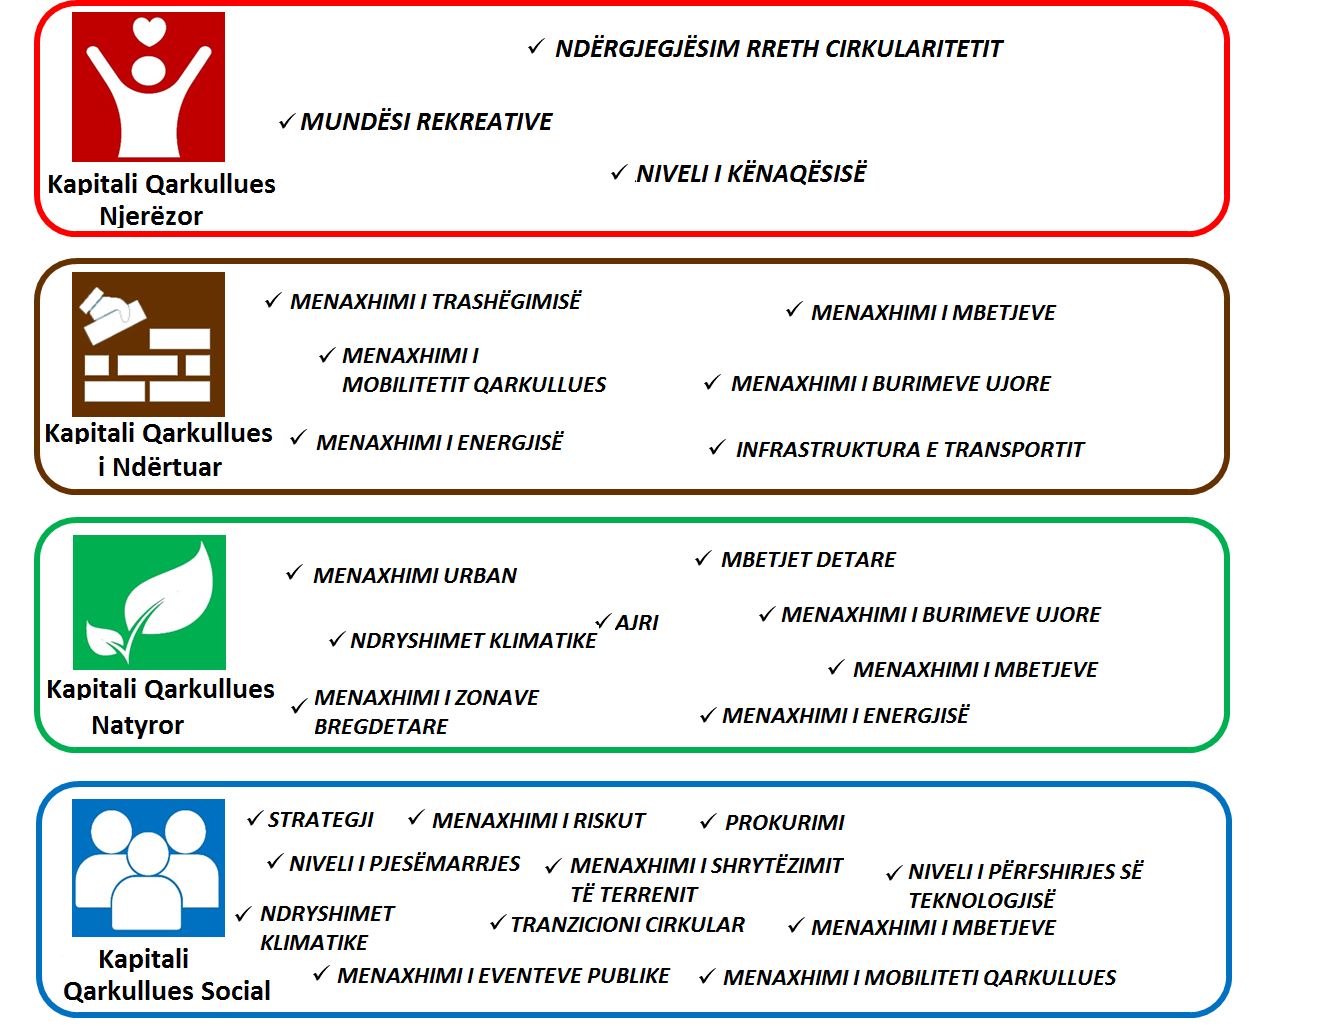 NDËRGJEGJËSIM RRETH CIRKULARITETIT
MUNDËSI REKREATIVE
NIVELI I KËNAQËSISË
Kapitali Qarkullues
Njerëzor
MENAXHIMI I TRASHËGIMISË
MENAXHIMI I MBETJEVE
MENAXHIMI I
MOBILITETIT QARKULLUES
MENAXHIMI I BURIMEVE UJORE
MENAXHIMI I ENERGJISË
INFRASTRUKTURA E TRANSPORTIT
Kapitali Qarkullues
i Ndërtuar
MENAXHIMI URBAN
MBETJET DETARE
AJRI
MENAXHIMI I BURIMEVE UJORE
NDRYSHIMET KLIMATIKE
MENAXHIMI I MBETJEVE
MENAXHIMI I ZONAVE
BREGDETARE
MENAXHIMI I ENERGJISË
Kapitali Qarkullues
Natyror
STRATEGJI
MENAXHIMI I RISKUT
PROKURIMI
NIVELI I PJESËMARRJES
MENAXHIMI I SHRYTËZIMIT
TË TERRENIT
NIVELI I PËRFSHIRJES SË
TEKNOLOGJISË
NDRYSHIMET
KLIMATIKE
TRANZICIONI CIRKULAR
MENAXHIMI I MBETJEVE
MENAXHIMI I EVENTEVE PUBLIKE
MENAXHIMI I MOBILITETI QARKULLUES
Kapitali
Qarkullues Social